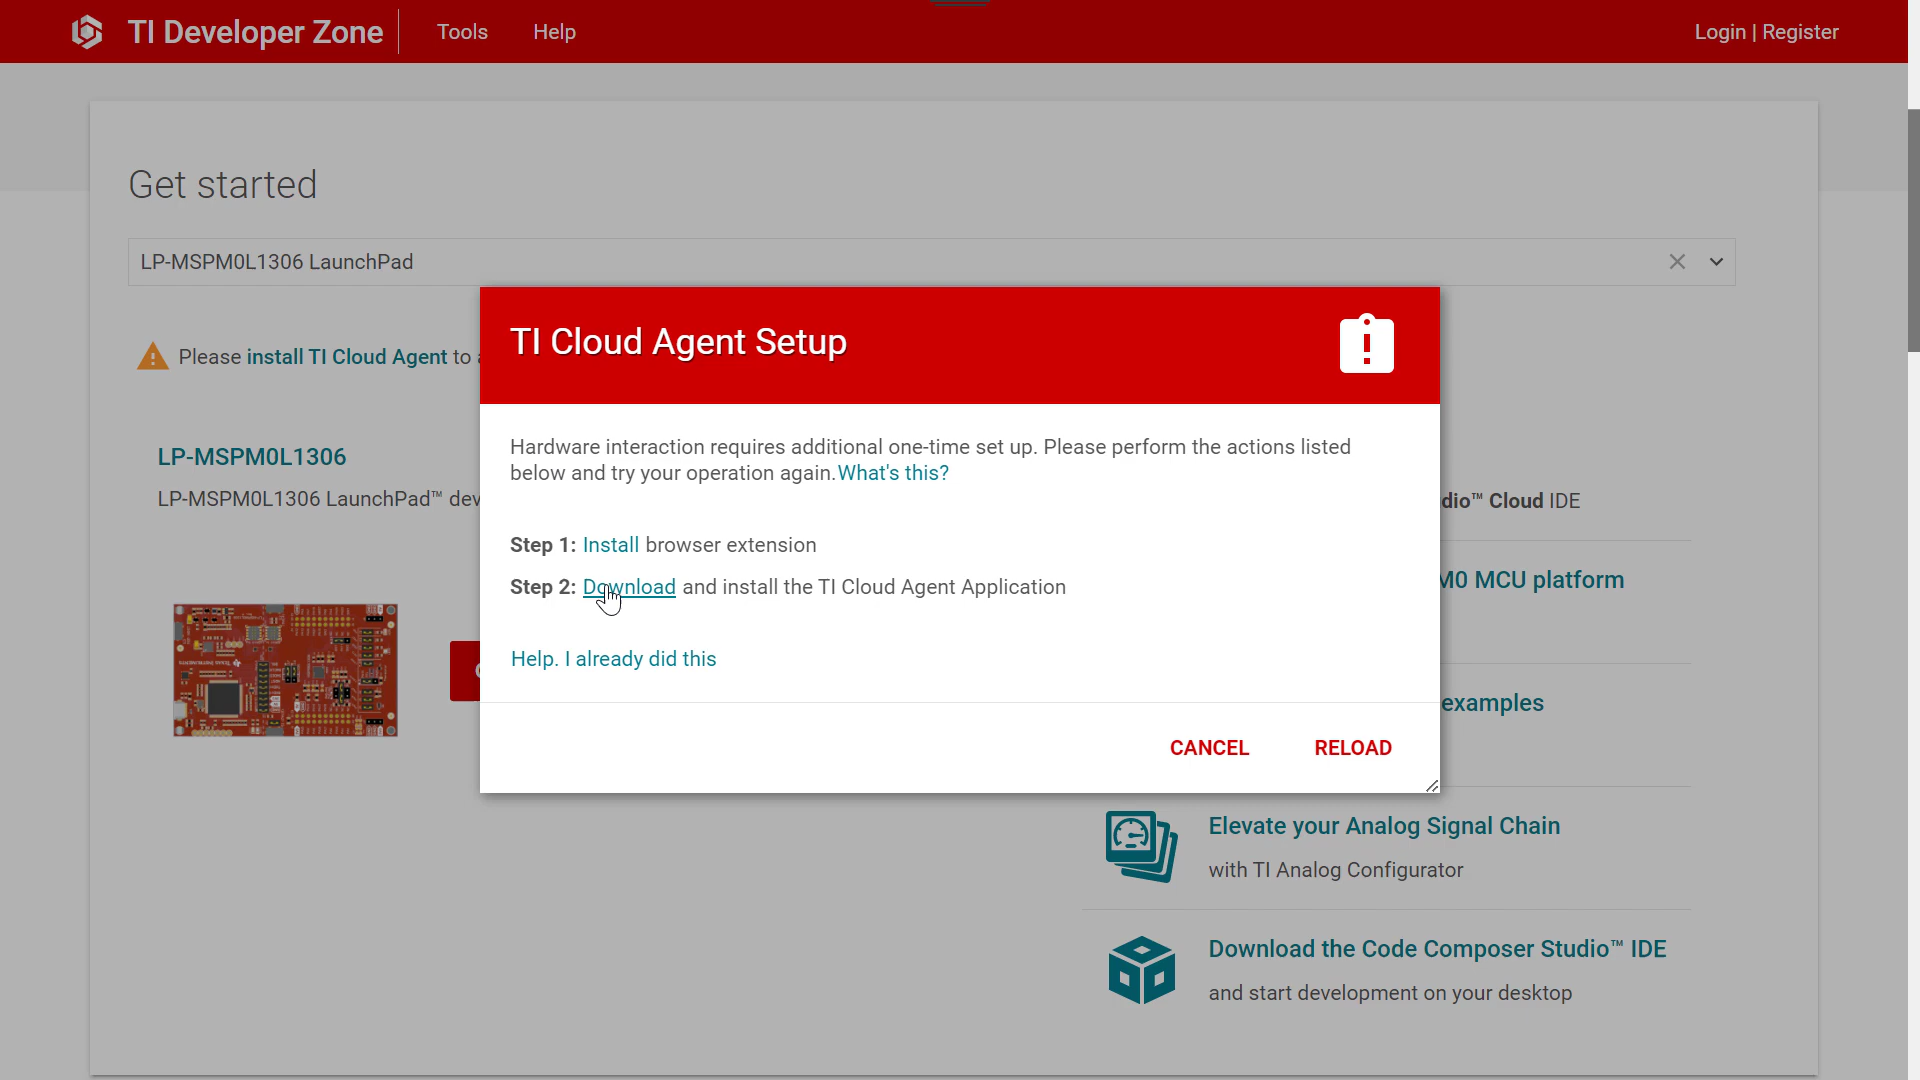 TI Developer Zone
Tools
Help
Login | Register
Get started
LP-MSPM0L1306 LaunchPad
Please install TI Cloud Agent to
LP-MSPM0L1306
LP-MSPM0L1306 LaunchPad™ dev
TI Cloud Agent Setup
Hardware interaction requires additional one-time set up. Please perform the actions listed
below and try your operation again.What's this?
Step 1: Install browser extension
Step 2: Download and install the TI Cloud Agent Application
Help. I already did this
CANCEL
RELOAD
dio™ Cloud IDE
M0 MCU platform
examples
Elevate your Analog Signal Chain
with TI Analog Configurator
Download the Code Composer Studio™ IDE
and start development on your desktop